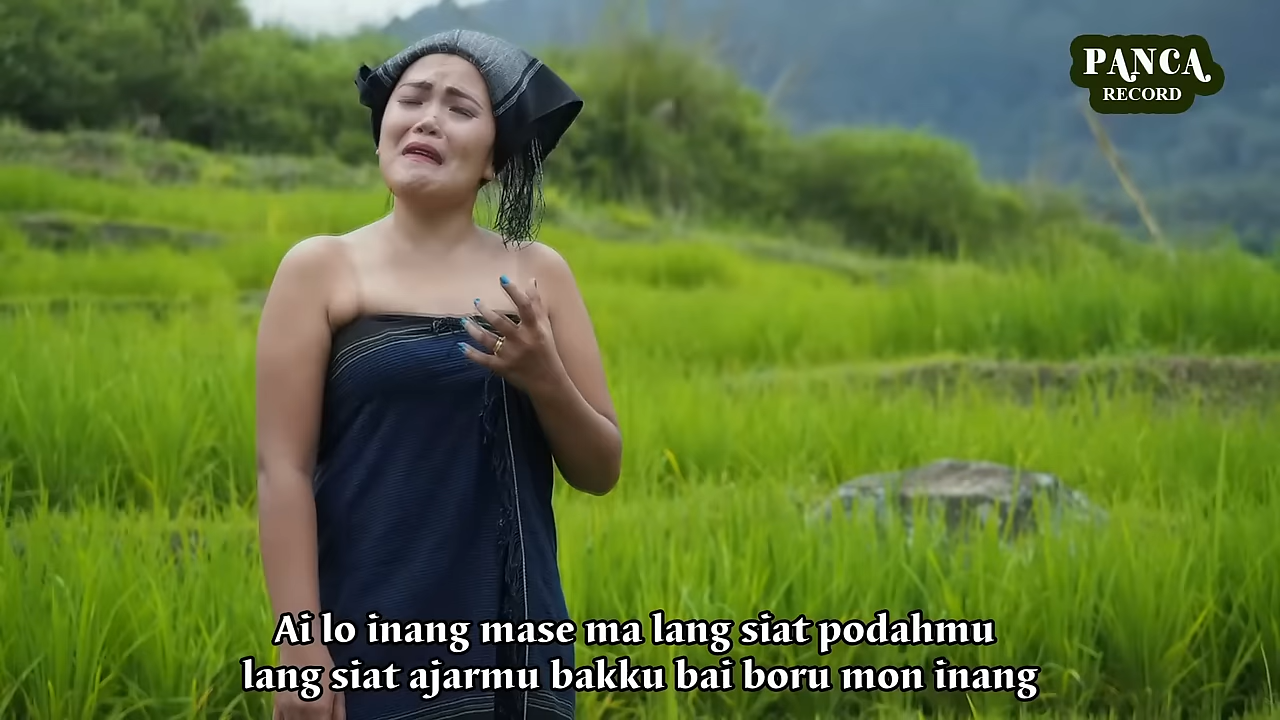 PANCA
RECORD
Ai lo inang mase ma lang siat podahmu
lang siat ajarmu bakku bai boru mon inang